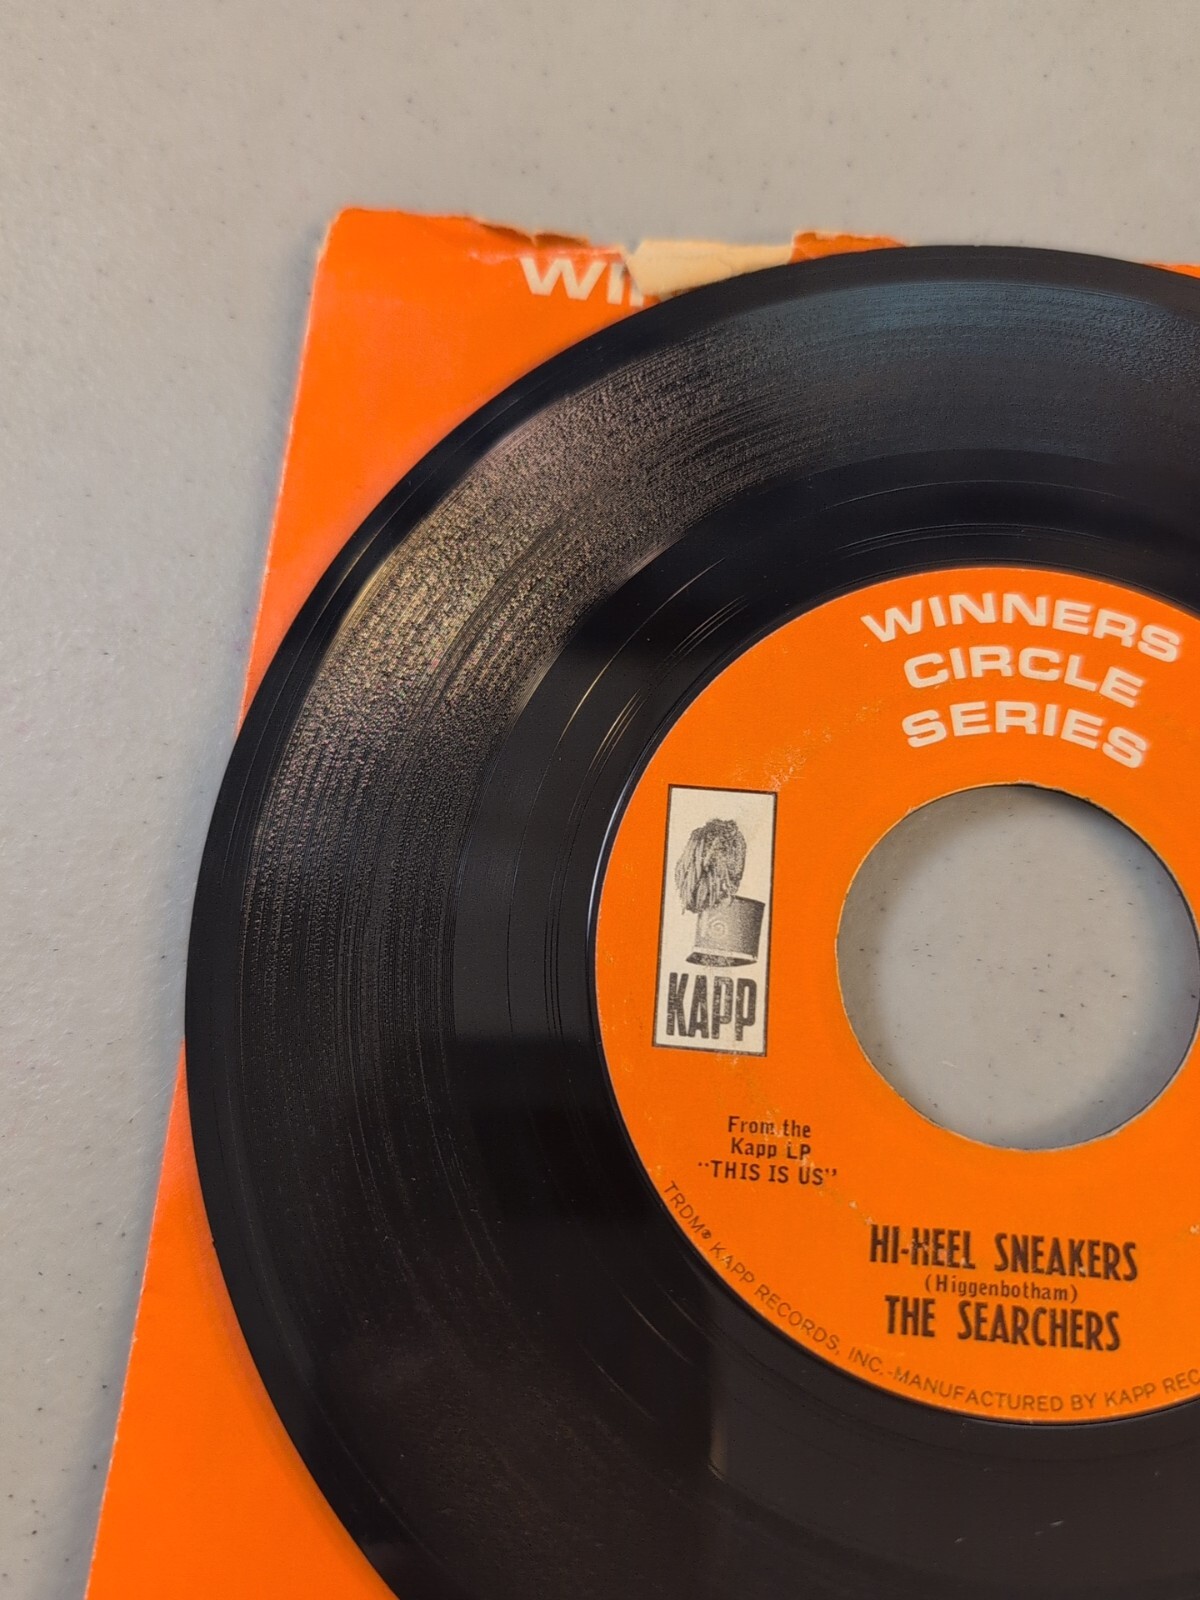 WINNERS
CIRCLE
SERIES
KAPP
From the
Kapp LP
"THIS IS US"
HI-HEEL SNEAKERS
(Higgenbotham)
THE SEARCHERS
TRDM® KAPP RECORDS, INC.-MANUFACTURED BY KAPP REC